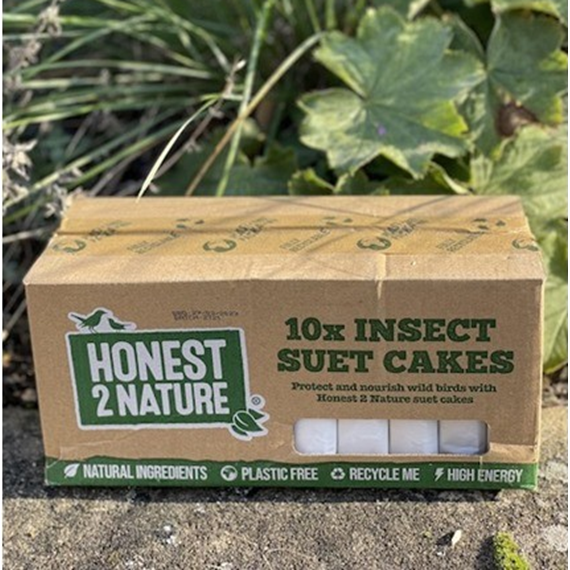 10x INSECT
SUET CAKES
Protect and nourish wild birds with
Honest 2 Nature suet cakes
HONEST
2 NATURE
®
NATURAL INGREDIENTS PLASTIC FREE RECYCLE ME HIGH ENERGY